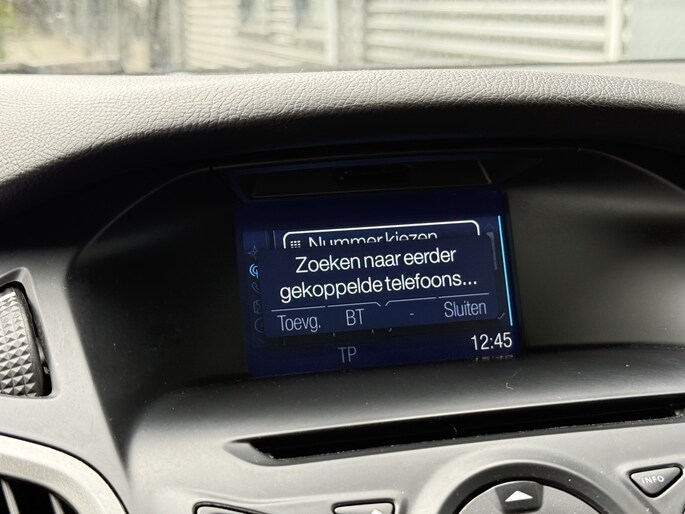 Nummer kiezen
Zoeken naar eerder
gekoppelde telefoons...
Toevg. BT - Sluiten
TP 12:45
INFO